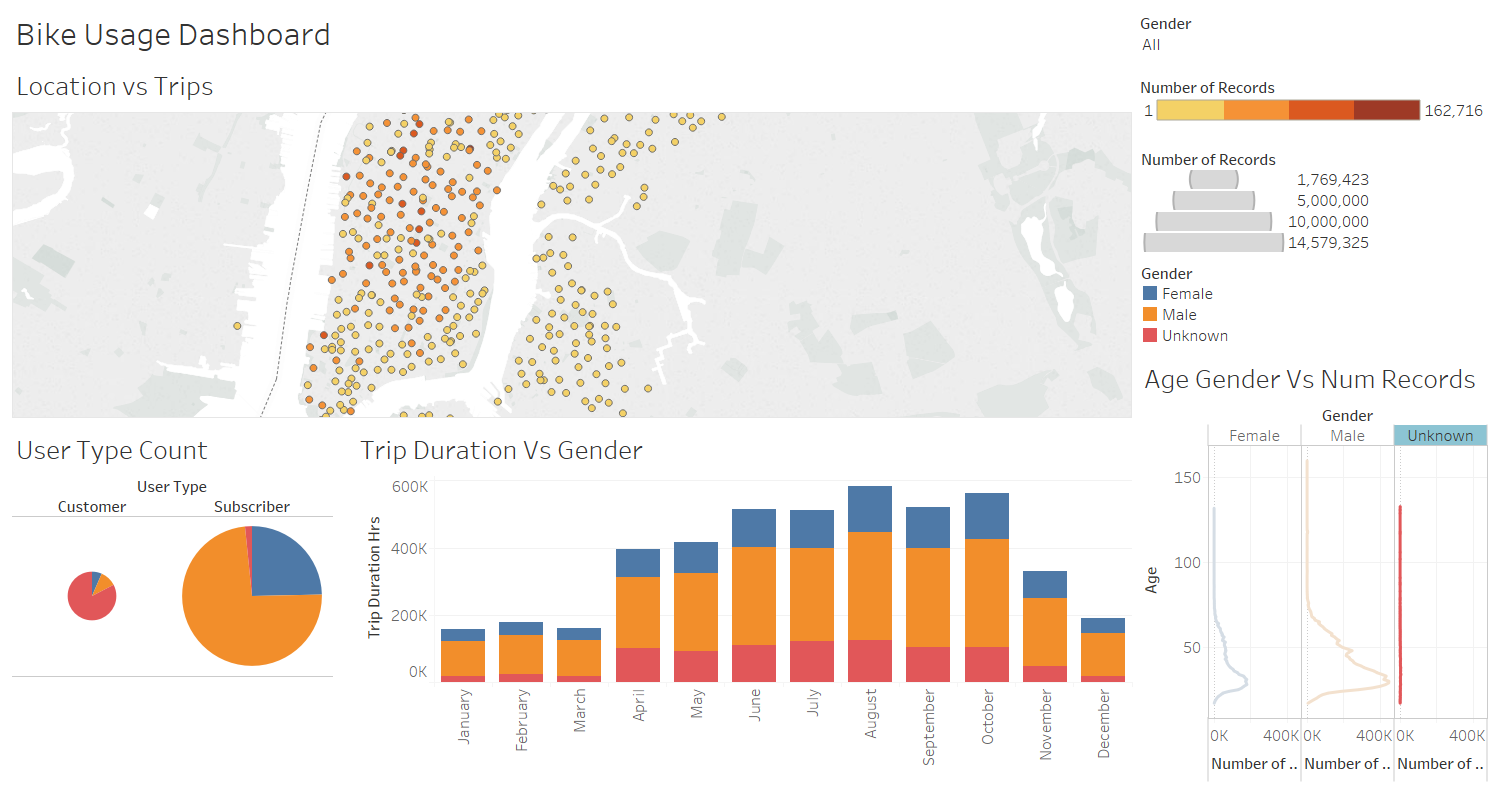 Bike Usage Dashboard
Location vs Trips
Gender
All
Number of Records
1 162,716
Number of Records
1,769,423
5,000,000
10,000,000
14,579,325
Gender
Female
Male
Unknown
User Type Count
User Type
Customer Subscriber
Trip Duration Vs Gender
Trip Duration Hrs
600K
400K
200K
0K
January
February
March
April
May
June
July
August
September
October
November
December
Age Gender Vs Num Records
Gender
Female Male Unknown
Age
150
100
50
0K 400K 0K 400K 0K 400K
Number of .. Number of .. Number of ..